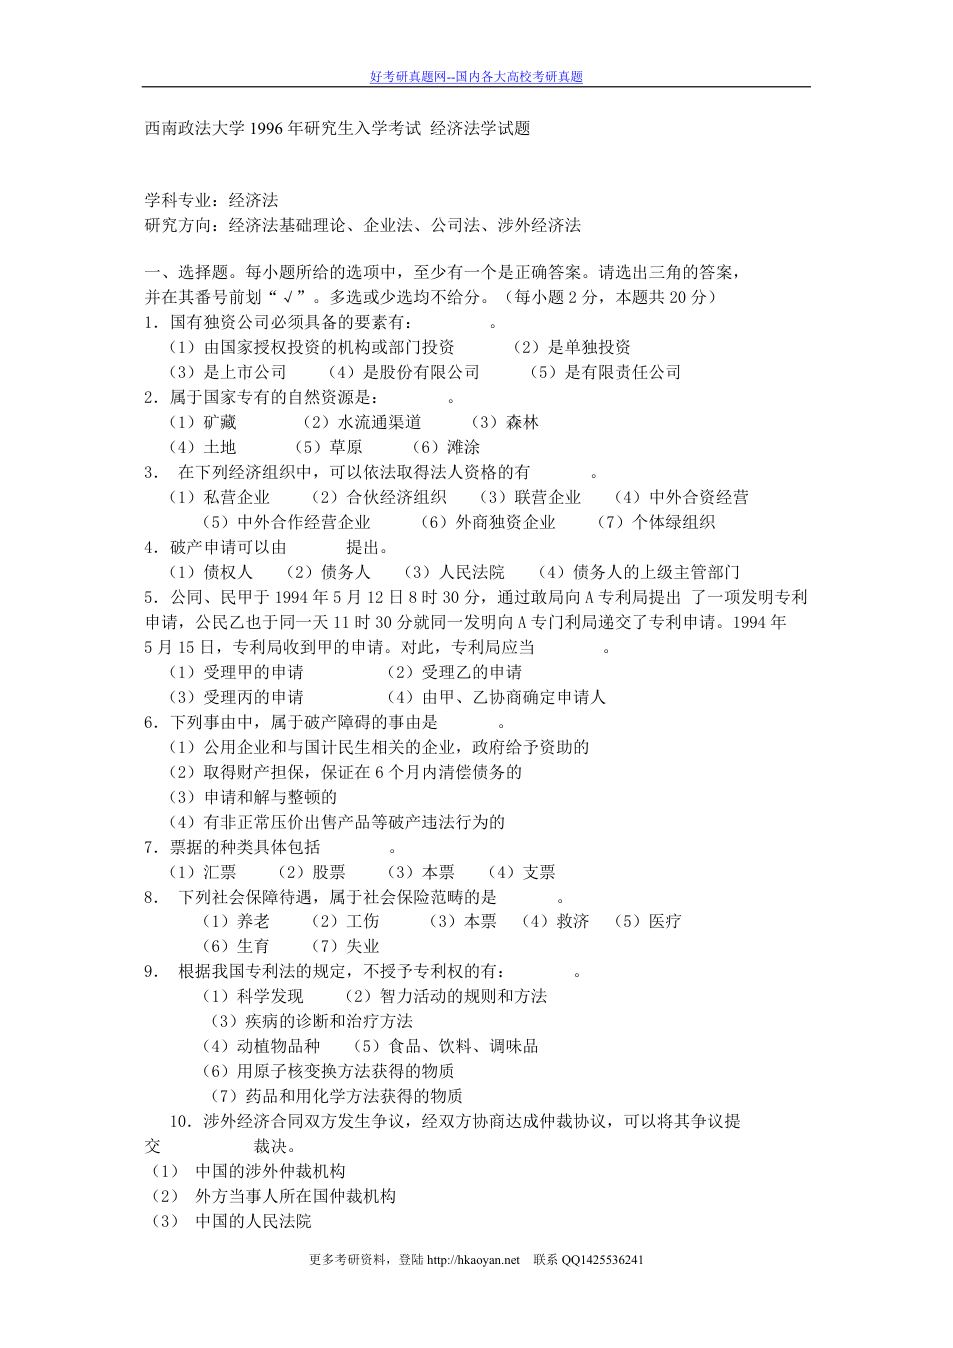 好考研真题网--国内各大高校考研真题
西南政法大学 1996 年研究生入学考试 经济法学试题
学科专业：经济法
研究方向：经济法基础理论、企业法、公司法、涉外经济法
一、选择题。每小题所给的选项中，至少有一个是正确答案。请选出三角的答案，
并在其番号前划“√”。多选或少选均不给分。（每小题 2 分，本题共 20 分）
1．国有独资公司必须具备的要素有： 。
（1）由国家授权投资的机构或部门投资 （2）是单独投资
（3）是上市公司 （4）是股份有限公司 （5）是有限责任公司
2．属于国家专有的自然资源是： 。
（1）矿藏 （2）水流通渠道 （3）森林
（4）土地 （5）草原 （6）滩涂
3． 在下列经济组织中，可以依法取得法人资格的有 。
（1）私营企业 （2）合伙经济组织 （3）联营企业 （4）中外合资经营
（5）中外合作经营企业 （6）外商独资企业 （7）个体绿组织
4．破产申请可以由 提出。
（1）债权人 （2）债务人 （3）人民法院 （4）债务人的上级主管部门
5．公同、民甲于 1994 年 5 月 12 日 8 时 30 分，通过敢局向 A 专利局提出 了一项发明专利
申请，公民乙也于同一天 11 时 30 分就同一发明向 A 专门利局递交了专利申请。1994 年
5 月 15 日，专利局收到甲的申请。对此，专利局应当 。
（1）受理甲的申请 （2）受理乙的申请
（3）受理丙的申请 （4）由甲、乙协商确定申请人
6．下列事由中，属于破产障碍的事由是 。
（1）公用企业和与国计民生相关的企业，政府给予资助的
（2）取得财产担保，保证在 6 个月内清偿债务的
（3）申请和解与整顿的
（4）有非正常压价出售产品等破产违法行为的
7．票据的种类具体包括 。
（1）汇票 （2）股票 （3）本票 （4）支票
8． 下列社会保障待遇，属于社会保险范畴的是 。
（1）养老 （2）工伤 （3）本票 （4）救济 （5）医疗
（6）生育 （7）失业
9． 根据我国专利法的规定，不授予专利权的有： 。
（1）科学发现 （2）智力活动的规则和方法
（3）疾病的诊断和治疗方法
（4）动植物品种 （5）食品、饮料、调味品
（6）用原子核变换方法获得的物质
（7）药品和用化学方法获得的物质
10．涉外经济合同双方发生争议，经双方协商达成仲裁协议，可以将其争议提
交 裁决。
（1） 中国的涉外仲裁机构
（2） 外方当事人所在国仲裁机构
（3） 中国的人民法院
更多考研资料，登陆 http://hkaoyan.net 联系 QQ1425536241